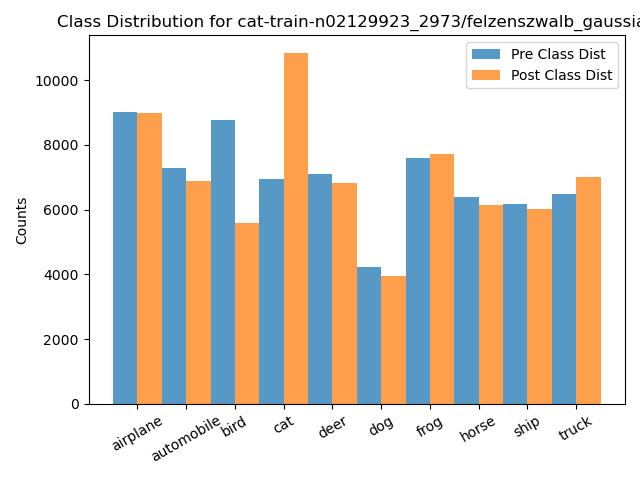 Class Distribution for cat-train-n02129923_2973/felzenszwalb_gaussia
Pre Class Dist
Post Class Dist
Counts
10000
8000
6000
4000
2000
0
airplane
automobile
bird
cat
deer
dog
frog
horse
ship
truck